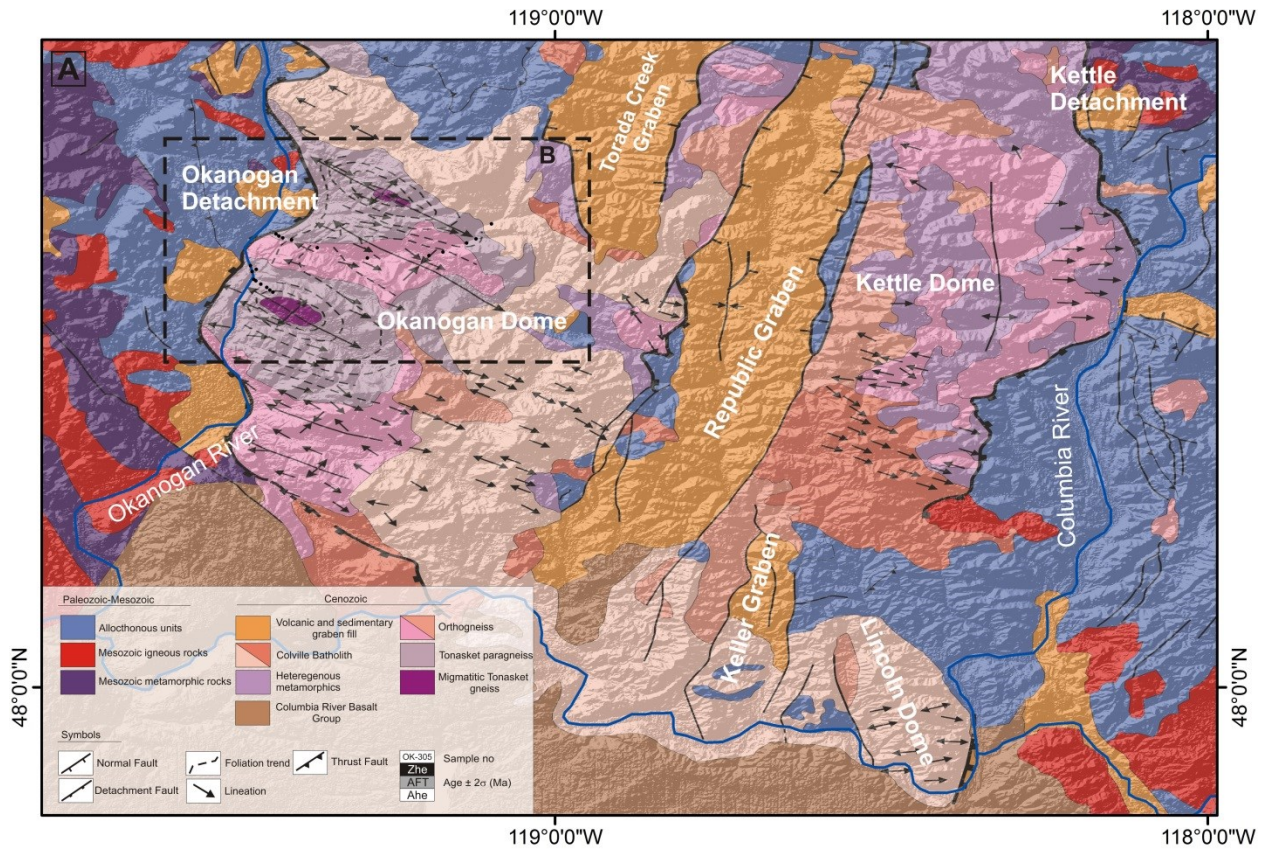 119°0'0"W
118°0'0"W
A
Kettle
Detachment
Torada Creek
Graben
B
Okanogan
Detachment
Kettle Dome
Okanogan Dome
Republic Graben
Columbia River
Okanogan River
Keller Graben
Lincoln Dome
48°0'0"N
48°0'0"N
Paleozoic-Mesozoic
Allocthonous units
Mesozoic igneous rocks
Mesozoic metamorphic rocks
Cenozoic
Volcanic and sedimentary
graben fill
Colville Batholith
Heteregenous
metamorphics
Columbia River Basalt
Group
Orthogneiss
Tonasket paragneiss
Migmatitic Tonasket
gneiss
Symbols
Normal Fault
Foliation trend
Thrust Fault
Detachment Fault
Lineation
OK-305
Sample no
Zhe
AFT
Age ± 2σ (Ma)
Ahe
119°0'0"W
118°0'0"W